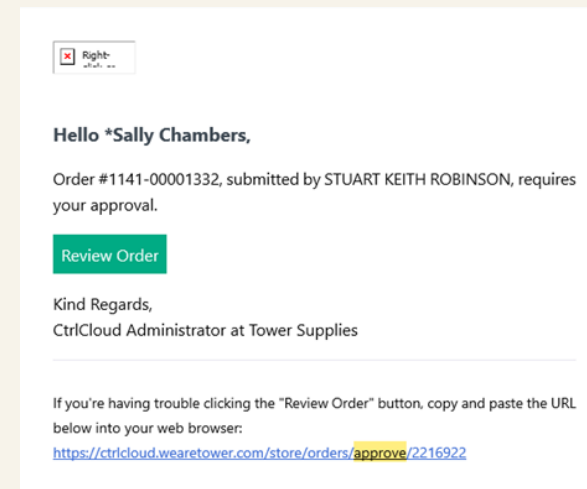 Right-
Hello *Sally Chambers,
Order #1141-00001332, submitted by STUART KEITH ROBINSON, requires
your approval.
Review Order
Kind Regards,
CtrlCloud Administrator at Tower Supplies
If you're having trouble clicking the "Review Order" button, copy and paste the URL
below into your web browser:
https://ctrlcloud.wearetower.com/store/orders/approve/2216922